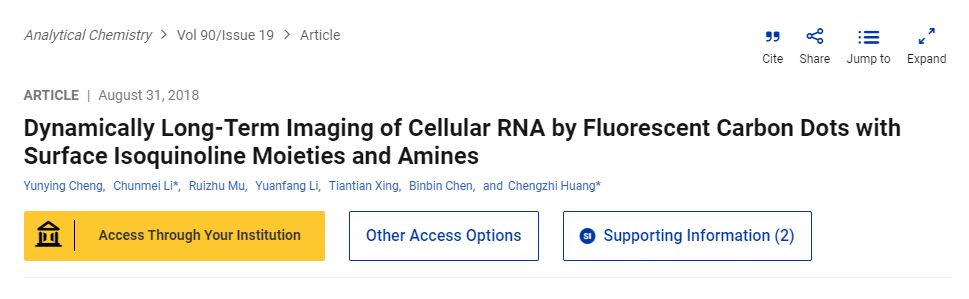 Analytical Chemistry > Vol 90/Issue 19 > Article
Cite Share Jump to Expand
ARTICLE | August 31, 2018
Dynamically Long-Term Imaging of Cellular RNA by Fluorescent Carbon Dots with
Surface Isoquinoline Moieties and Amines
Yunying Cheng, Chunmei Li*, Ruizhu Mu, Yuanfang Li, Tiantian Xing, Binbin Chen, and Chengzhi Huang*
Access Through Your Institution Other Access Options SI Supporting Information (2)